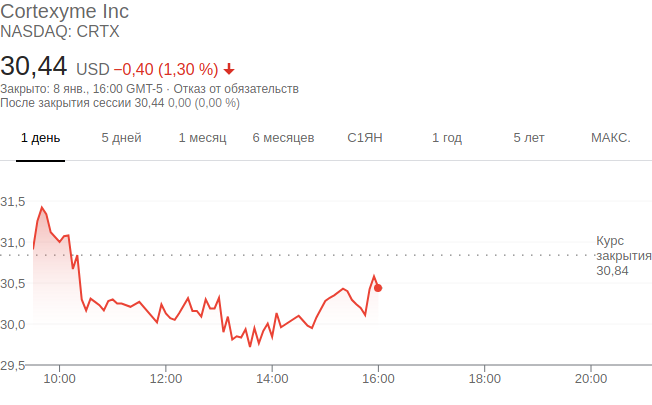 Cortexyme Inc
NASDAQ: CRTX
30,44 USD −0,40 (1,30 %)
Закрыто: 8 янв., 16:00 GMT-5 · Отказ от обязательств
После закрытия сессии 30,44 0,00 (0,00 %)
1 день 5 дней 1 месяц 6 месяцев С1ЯН 1 год 5 лет МАКС.
31,5
31,0
30,5
30,0
29,5
Курс
закрытия
30,84
10:00 12:00 14:00 16:00 18:00 20:00